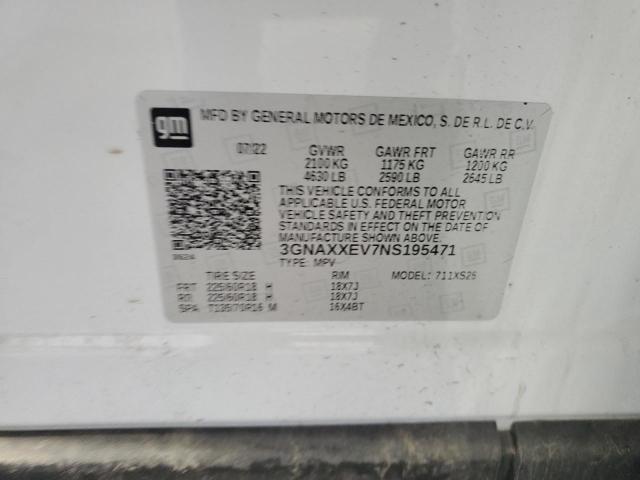 gm
MFD BY GENERAL MOTORS DE MEXICO, S. DE R.L. DE C.V.
07/22 GVWR GAWR FRT GAWR RR
2100 KG 1175 KG 1200 KG
4630 LB 2590 LB 2645 LB
THIS VEHICLE CONFORMS TO ALL
APPLICABLE U.S. FEDERAL MOTOR
VEHICLE SAFETY AND THEFT PREVENTION
STANDARDS IN EFFECT ON THE DATE OF
MANUFACTURE SHOWN ABOVE.
3GNAXXEV7NS195471
TYPE: MPV
TIRE SIZE RIM MODEL: 711XS26
FRT 225/60R18 H 18X7J
RR 225/60R18 H 18X7J
SPA T135/70R16 M 16X4BT